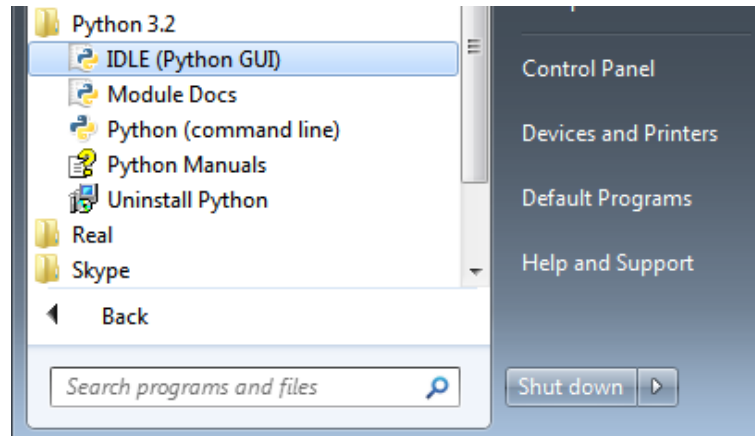 Python 3.2
IDLE (Python GUI)
Module Docs
Python (command line)
Python Manuals
Uninstall Python
Real
Skype
Back
Search programs and files
Control Panel
Devices and Printers
Default Programs
Help and Support
Shut down